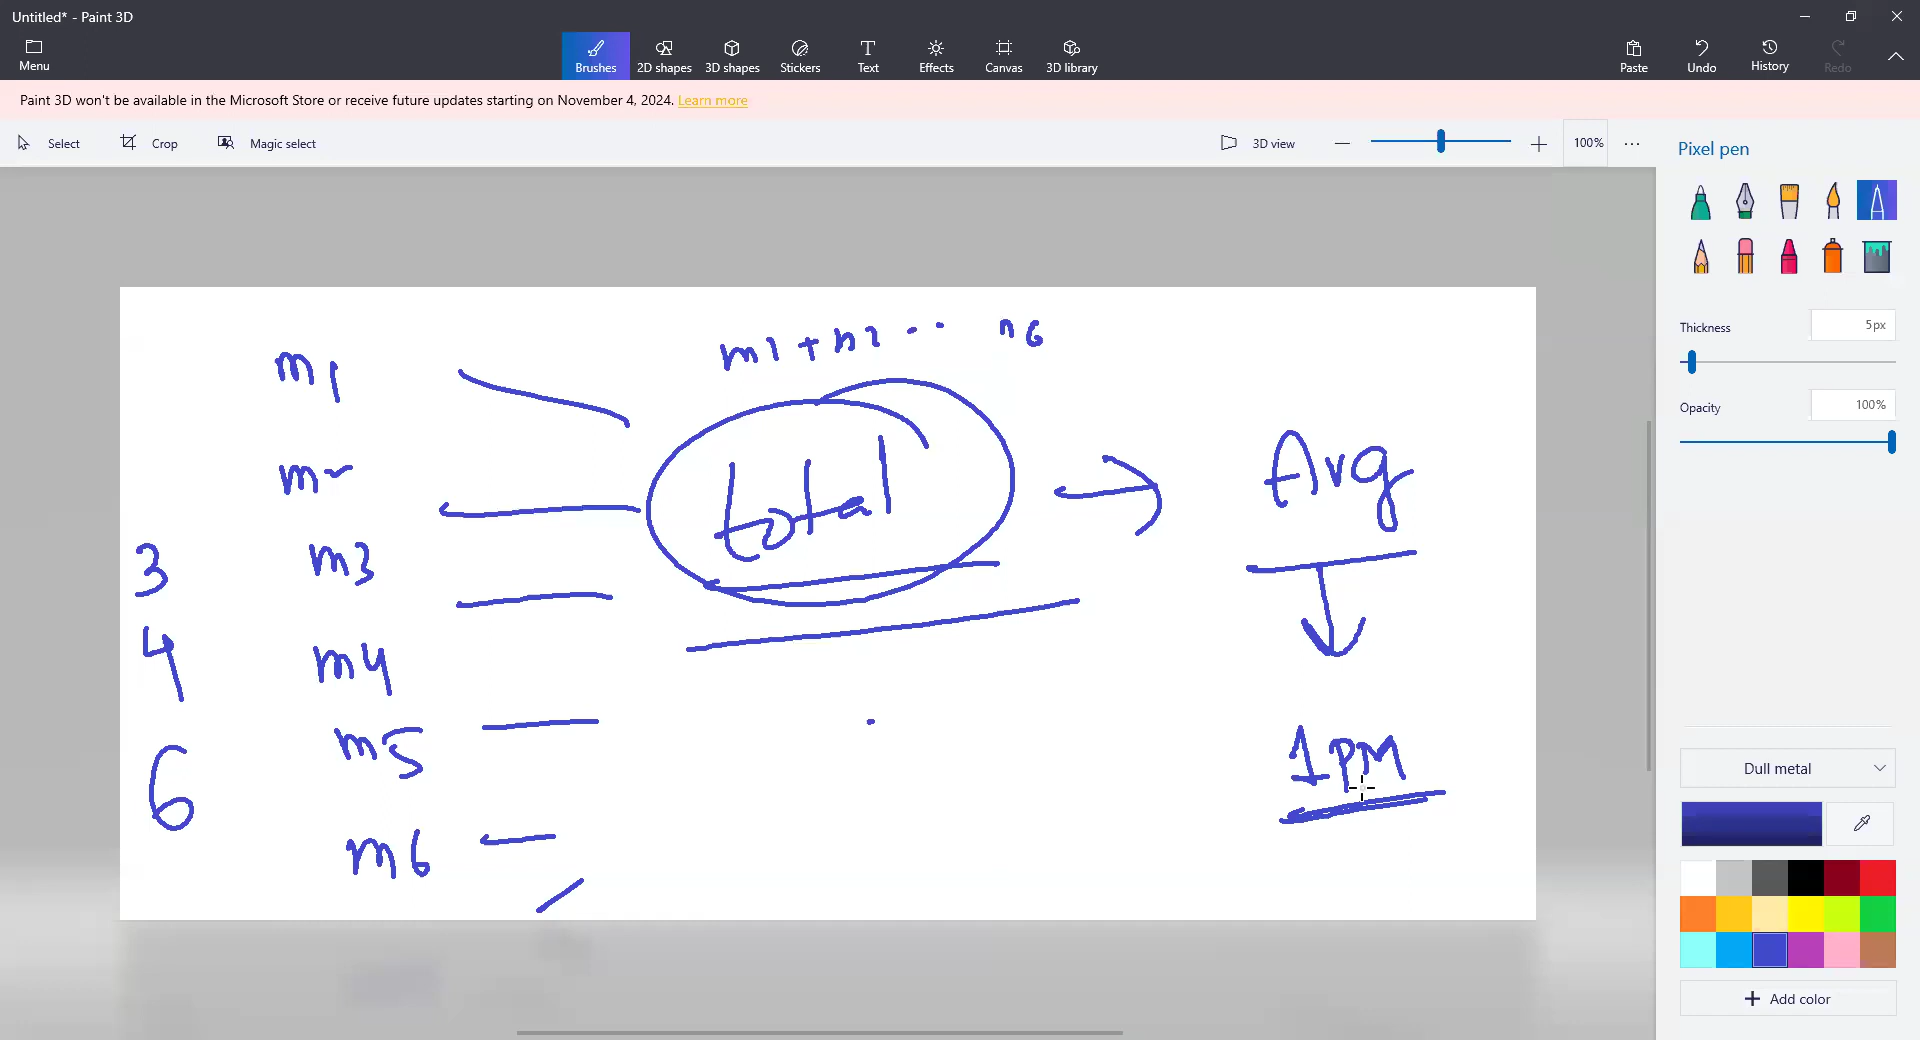 Untitled* - Paint 3D
Menu
Brushes 2D shapes 3D shapes Stickers Text Effects Canvas 3D library
Paste Undo History Redo
Paint 3D won't be available in the Microsoft Store or receive future updates starting on November 4, 2024. Learn more
Select Crop Magic select 3D view 100% ...
Pixel pen
Thickness 5px
Opacity 100%
Dull metal
Add color
m1+m2 .. m6
m1
m2
total
Avg
3 m3
4 m4
m5
6
1PM
m6